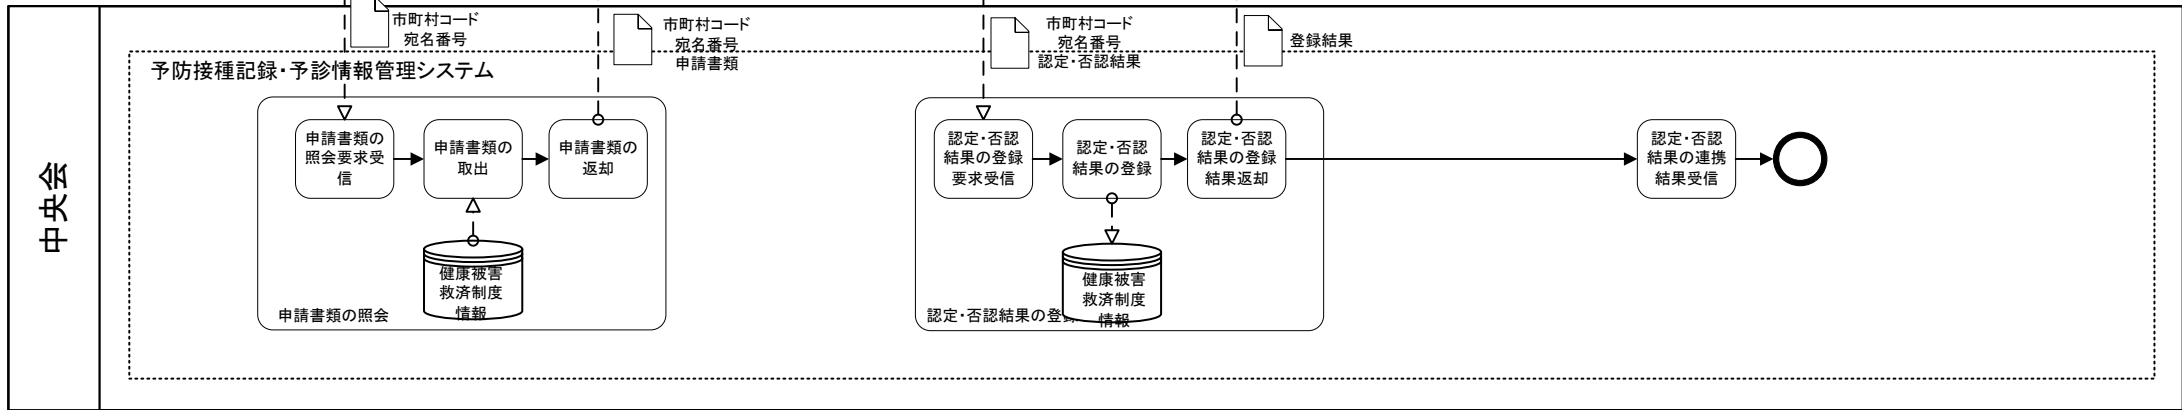 市町村コード
宛名番号
市町村コード
宛名番号
申請書類
市町村コード
宛名番号
認定・否認結果
登録結果
中央会
予防接種記録・予診情報管理システム
申請書類の
照会要求受
信
申請書類の
取出
申請書類の
返却
健康被害
救済制度
情報
申請書類の照会
認定・否認
結果の登録
要求受信
認定・否認
結果の登録
認定・否認
結果の登録
結果返却
健康被害
救済制度
情報
認定・否認結果の登
認定・否認
結果の連携
結果受信